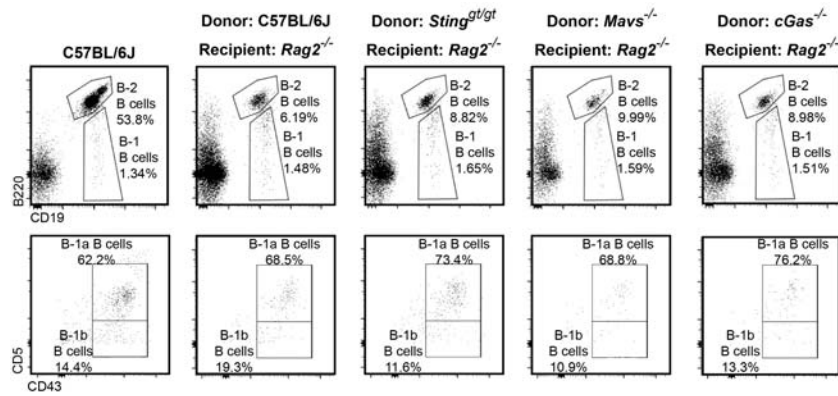 C57BL/6J
Donor: C57BL/6J
Recipient: Rag2-/-
Donor: Stinggt/gt
Recipient: Rag2-/-
Donor: Mavs-/-
Recipient: Rag2-/-
Donor: cGas-/-
Recipient: Rag2-/-
B-2
B cells
53.8%
B-1
B cells
1.34%
B-2
B cells
6.19%
B-1
B cells
1.48%
B-2
B cells
8.82%
B-1
B cells
1.65%
B-2
B cells
9.99%
B-1
B cells
1.59%
B-2
B cells
8.98%
B-1
B cells
1.51%
B220
CD19
B-1a B cells
62.2%
B-1b
B cells
14.4%
B-1a B cells
68.5%
B-1b
B cells
19.3%
B-1a B cells
73.4%
B-1b
B cells
11.6%
B-1a B cells
68.8%
B-1b
B cells
10.9%
B-1a B cells
76.2%
B-1b
B cells
13.3%
CD5
CD43